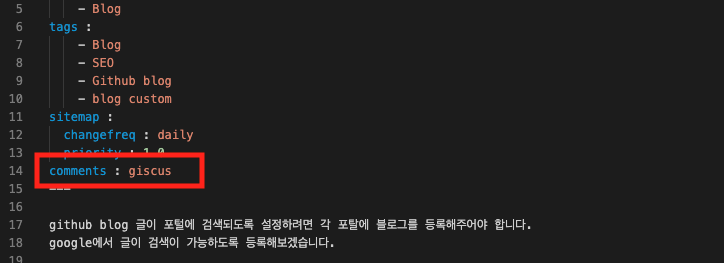 5 - Blog
6 tags :
7 - Blog
8 - SEO
9 - Github blog
10 - blog custom
11 sitemap :
12 changefreq : daily
13 priority : 1.0
14 comments : giscus
15 ---
16
17 github blog 글이 포털에 검색되도록 설정하려면 각 포탈에 블로그를 등록해주어야 합니다.
18 google에서 글이 검색이 가능하도록 등록해보겠습니다.
19